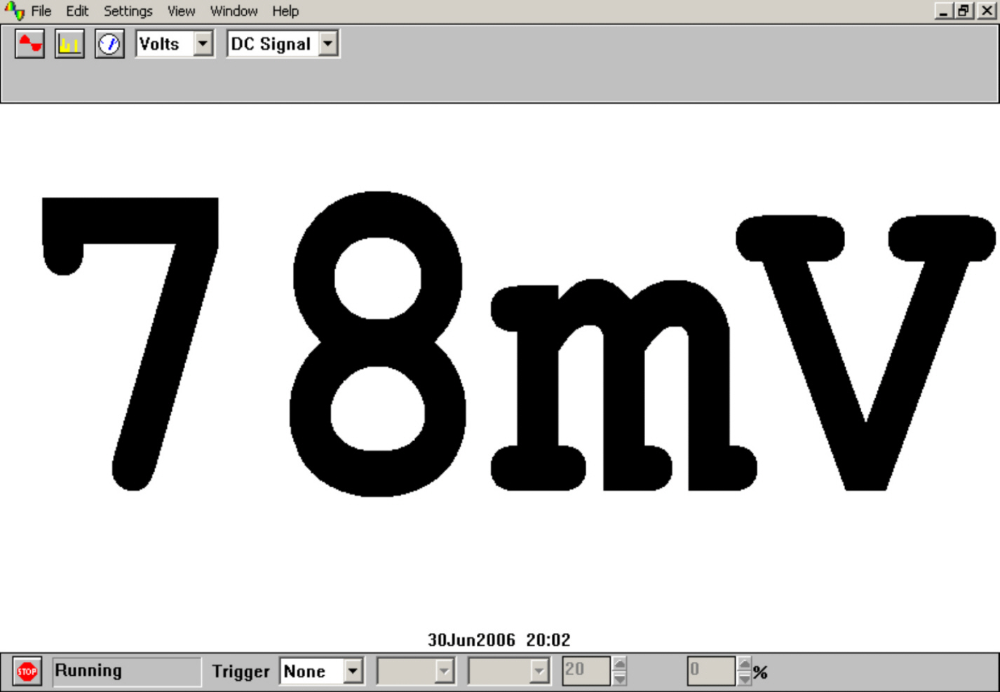 File Edit Settings View Window Help
Volts DC Signal
78mV
30Jun2006 20:02
STOP Running Trigger None 20 0 %